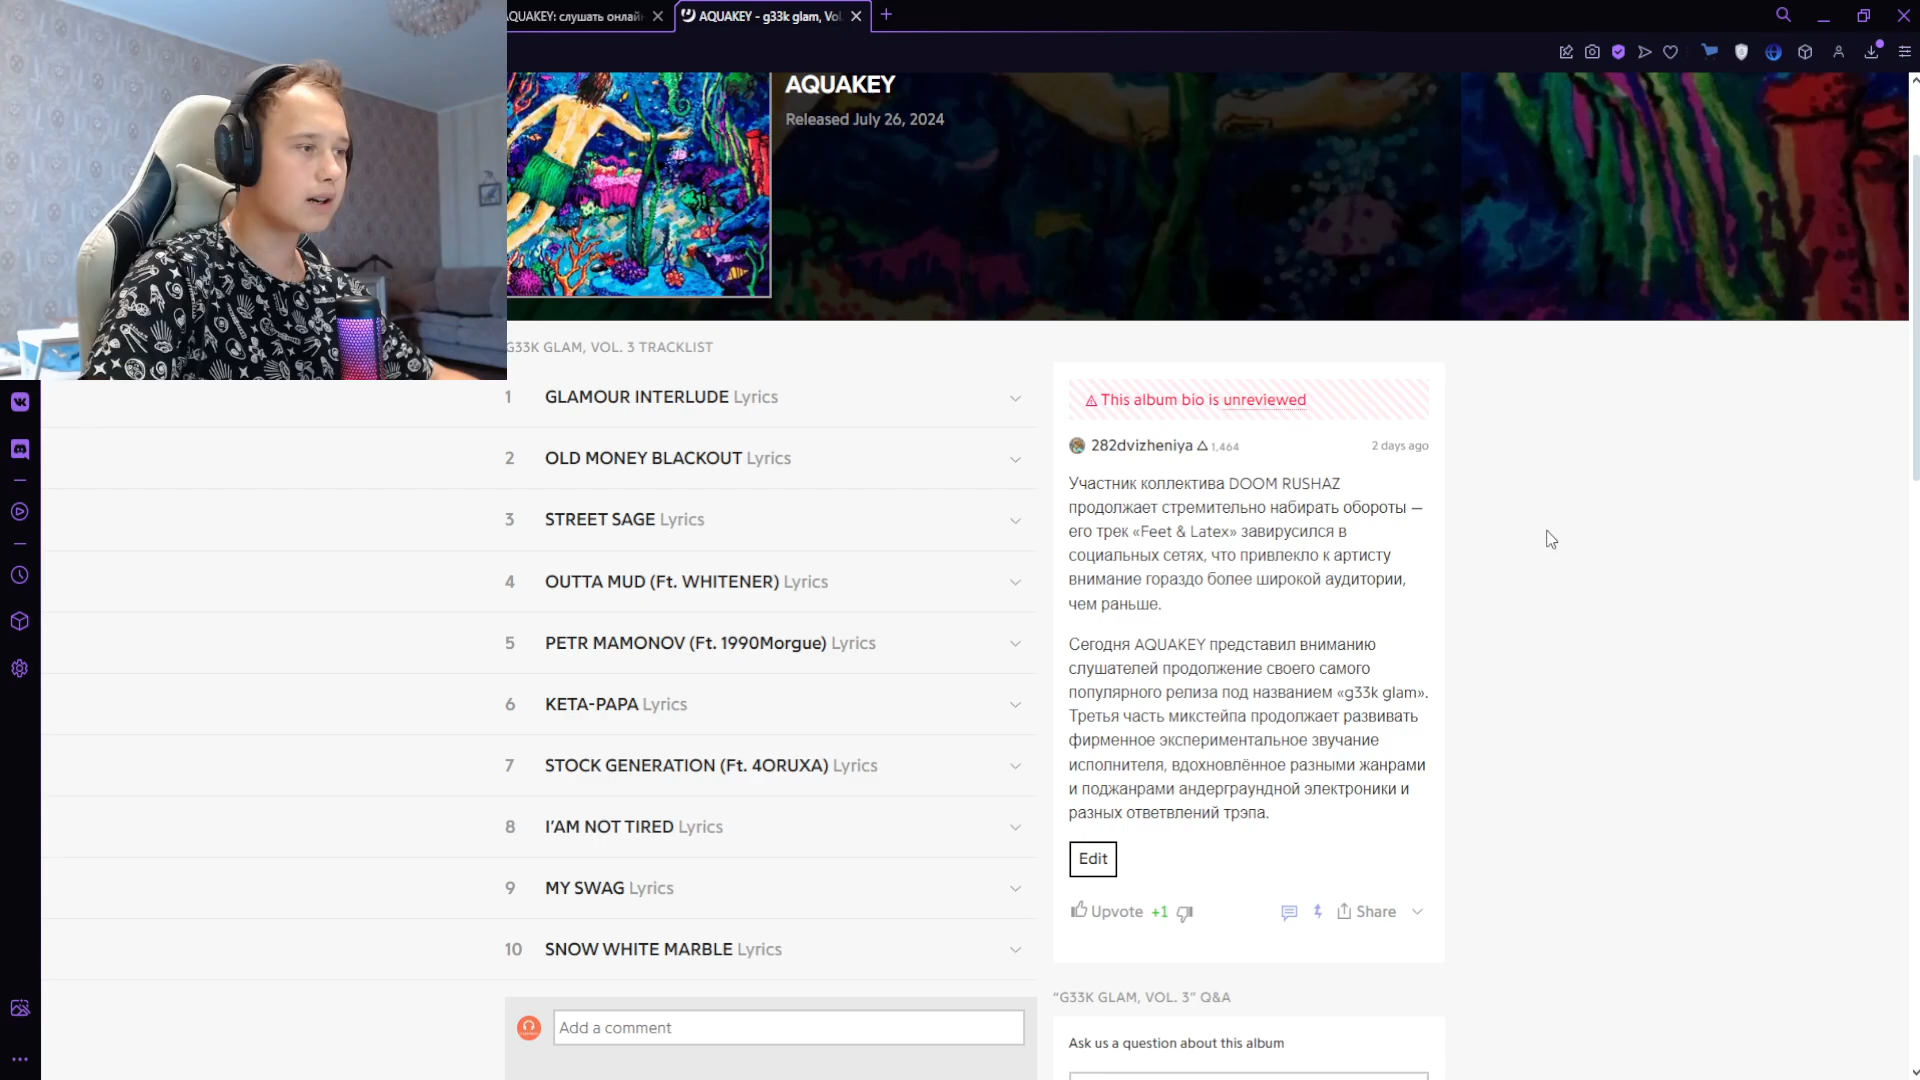 AQUAKEY: слушать онлай
AQUAKEY - g33k glam, Vo
AQUAKEY
Released July 26, 2024
G33K GLAM, VOL. 3 TRACKLIST
1 GLAMOUR INTERLUDE Lyrics
2 OLD MONEY BLACKOUT Lyrics
3 STREET SAGE Lyrics
4 OUTTA MUD (Ft. WHITENER) Lyrics
5 PETR MAMONOV (Ft. 1990Morgue) Lyrics
6 KETA-PAPA Lyrics
7 STOCK GENERATION (Ft. 4ORUXA) Lyrics
8 I’AM NOT TIRED Lyrics
9 MY SWAG Lyrics
10 SNOW WHITE MARBLE Lyrics
Add a comment
This album bio is unreviewed
282dvizheniya 1,464 2 days ago
Участник коллектива DOOM RUSHAZ
продолжает стремительно набирать обороты —
его трек «Feet & Latex» завирусился в
социальных сетях, что привлекло к артисту
внимание гораздо более широкой аудитории,
чем раньше.
Сегодня AQUAKEY представил вниманию
слушателей продолжение своего самого
популярного релиза под названием «g33k glam».
Третья часть микстейпа продолжает развивать
фирменное экспериментальное звучание
исполнителя, вдохновлённое разными жанрами
и поджанрами андерграундной электроники и
разных ответвлений трэпа.
Edit
Upvote +1 Share
“G33K GLAM, VOL. 3” Q&A
Ask us a question about this album